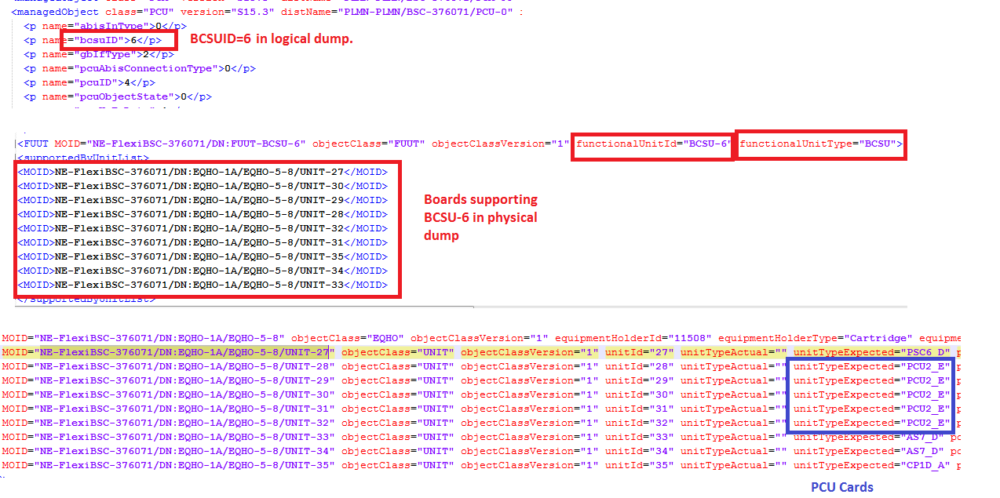 <managedObject class="PCU" version="S15.3" distName="PLMN-PLMN/BSC-376071/PCU-0" :
<p name="abisInType">0</p>
<p name="bcsuID">6</p> BCSUID=6 in logical dump.
<p name="gbIfType">2</p>
<p name="pcuAbisConnectionType">0</p>
<p name="pcuID">4</p>
<p name="pcuObjectState">0</p>
<FUUT MOID="NE-FlexiBSC-376071/DN:FUUT-BCSU-6" objectClass="FUUT" objectClassVersion="1" functionalUnitId="BCSU-6" functionalUnitType="BCSU">
<supportedByUnitList>
<MOID>NE-FlexiBSC-376071/DN:EQHO-1A/EQHO-5-8/UNIT-27</MOID>
<MOID>NE-FlexiBSC-376071/DN:EQHO-1A/EQHO-5-8/UNIT-30</MOID>
<MOID>NE-FlexiBSC-376071/DN:EQHO-1A/EQHO-5-8/UNIT-29</MOID>
<MOID>NE-FlexiBSC-376071/DN:EQHO-1A/EQHO-5-8/UNIT-28</MOID>
<MOID>NE-FlexiBSC-376071/DN:EQHO-1A/EQHO-5-8/UNIT-32</MOID>
<MOID>NE-FlexiBSC-376071/DN:EQHO-1A/EQHO-5-8/UNIT-31</MOID>
<MOID>NE-FlexiBSC-376071/DN:EQHO-1A/EQHO-5-8/UNIT-35</MOID>
<MOID>NE-FlexiBSC-376071/DN:EQHO-1A/EQHO-5-8/UNIT-34</MOID>
<MOID>NE-FlexiBSC-376071/DN:EQHO-1A/EQHO-5-8/UNIT-33</MOID>
</supportedByUnitList>
Boards supporting
BCSU-6 in physical
dump
MOID="NE-FlexiBSC-376071/DN:EQHO-1A/EQHO-5-8" objectClass="EQHO" objectClassVersion="1" equipmentHolderId="11508" equipmentHolderType="Cartridge" equipme
MOID="NE-FlexiBSC-376071/DN:EQHO-1A/EQHO-5-8/UNIT-27" objectClass="UNIT" objectClassVersion="1" unitId="27" unitTypeActual="" unitTypeExpected="PSC6_D" p
MOID="NE-FlexiBSC-376071/DN:EQHO-1A/EQHO-5-8/UNIT-28" objectClass="UNIT" objectClassVersion="1" unitId="28" unitTypeActual="" unitTypeExpected="PCU2_E" p
MOID="NE-FlexiBSC-376071/DN:EQHO-1A/EQHO-5-8/UNIT-29" objectClass="UNIT" objectClassVersion="1" unitId="29" unitTypeActual="" unitTypeExpected="PCU2_E" p
MOID="NE-FlexiBSC-376071/DN:EQHO-1A/EQHO-5-8/UNIT-30" objectClass="UNIT" objectClassVersion="1" unitId="30" unitTypeActual="" unitTypeExpected="PCU2_E" p
MOID="NE-FlexiBSC-376071/DN:EQHO-1A/EQHO-5-8/UNIT-31" objectClass="UNIT" objectClassVersion="1" unitId="31" unitTypeActual="" unitTypeExpected="PCU2_E" p
MOID="NE-FlexiBSC-376071/DN:EQHO-1A/EQHO-5-8/UNIT-32" objectClass="UNIT" objectClassVersion="1" unitId="32" unitTypeActual="" unitTypeExpected="PCU2_E" p
MOID="NE-FlexiBSC-376071/DN:EQHO-1A/EQHO-5-8/UNIT-33" objectClass="UNIT" objectClassVersion="1" unitId="33" unitTypeActual="" unitTypeExpected="AS7_D" po
MOID="NE-FlexiBSC-376071/DN:EQHO-1A/EQHO-5-8/UNIT-34" objectClass="UNIT" objectClassVersion="1" unitId="34" unitTypeActual="" unitTypeExpected="AS7_D" po
MOID="NE-FlexiBSC-376071/DN:EQHO-1A/EQHO-5-8/UNIT-35" objectClass="UNIT" objectClassVersion="1" unitId="35" unitTypeActual="" unitTypeExpected="CP1D_A" p
PCU Cards